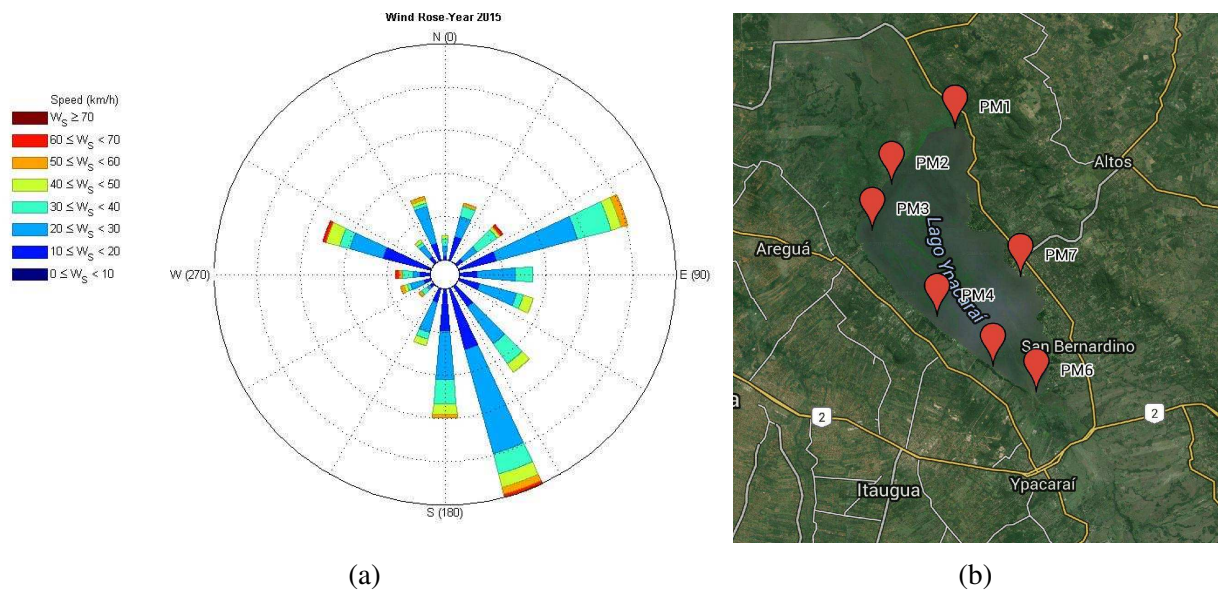 Wind Rose-Year 2015
N (0)
Speed (km/h)
W_S ≥ 70
60 ≤ W_S < 70
50 ≤ W_S < 60
40 ≤ W_S < 50
30 ≤ W_S < 40
20 ≤ W_S < 30
10 ≤ W_S < 20
0 ≤ W_S < 10
W (270)
E (90)
S (180)
(a)
PM1
PM2
Altos
PM3
Lago Ypacaraí
Areguá
PM7
PM4
San Bernardino
PM6
2
2
Itaugua
Ypacaraí
(b)